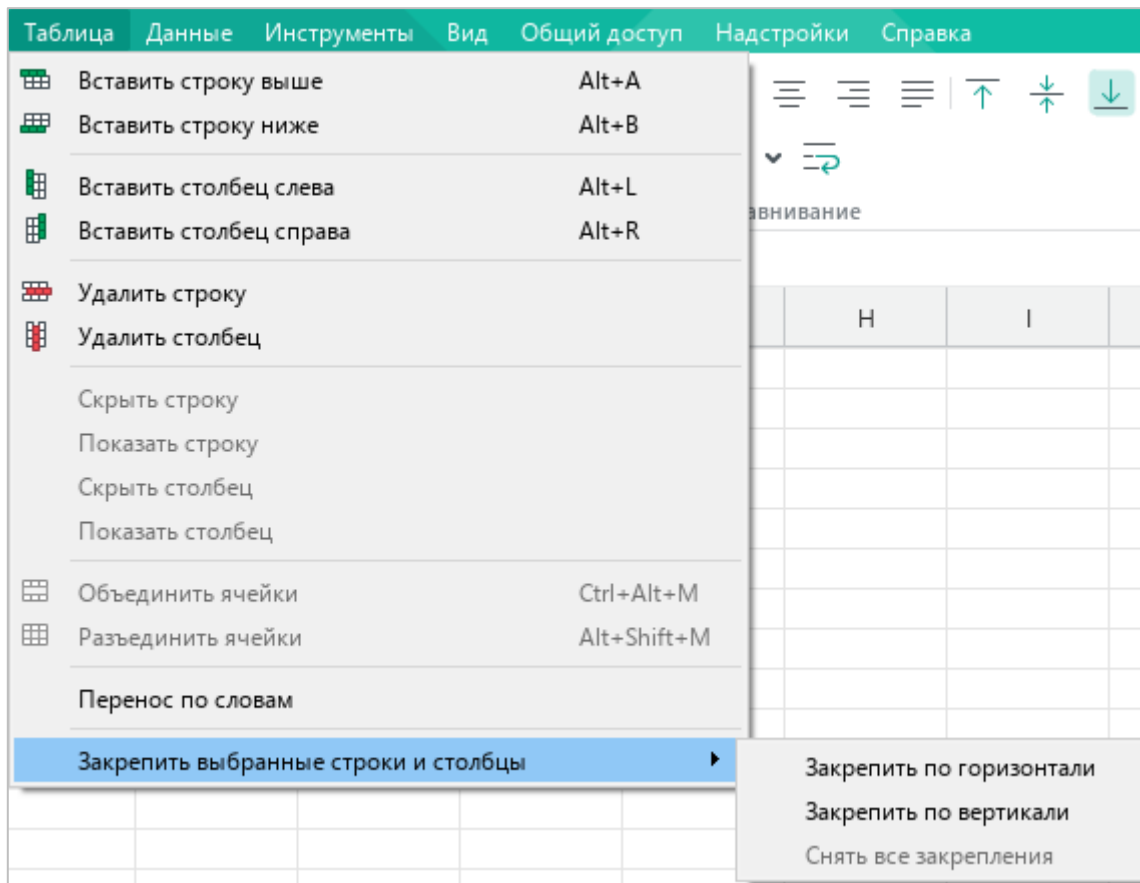 Таблица Данные Инструменты Вид Общий доступ Надстройки Справка
Вставить строку выше Alt+A
Вставить строку ниже Alt+B
Вставить столбец слева Alt+L
Вставить столбец справа Alt+R
авнивание
Удалить строку
Удалить столбец
H I
Скрыть строку
Показать строку
Скрыть столбец
Показать столбец
Объединить ячейки Ctrl+Alt+M
Разъединить ячейки Alt+Shift+M
Перенос по словам
Закрепить выбранные строки и столбцы
Закрепить по горизонтали
Закрепить по вертикали
Снять все закрепления